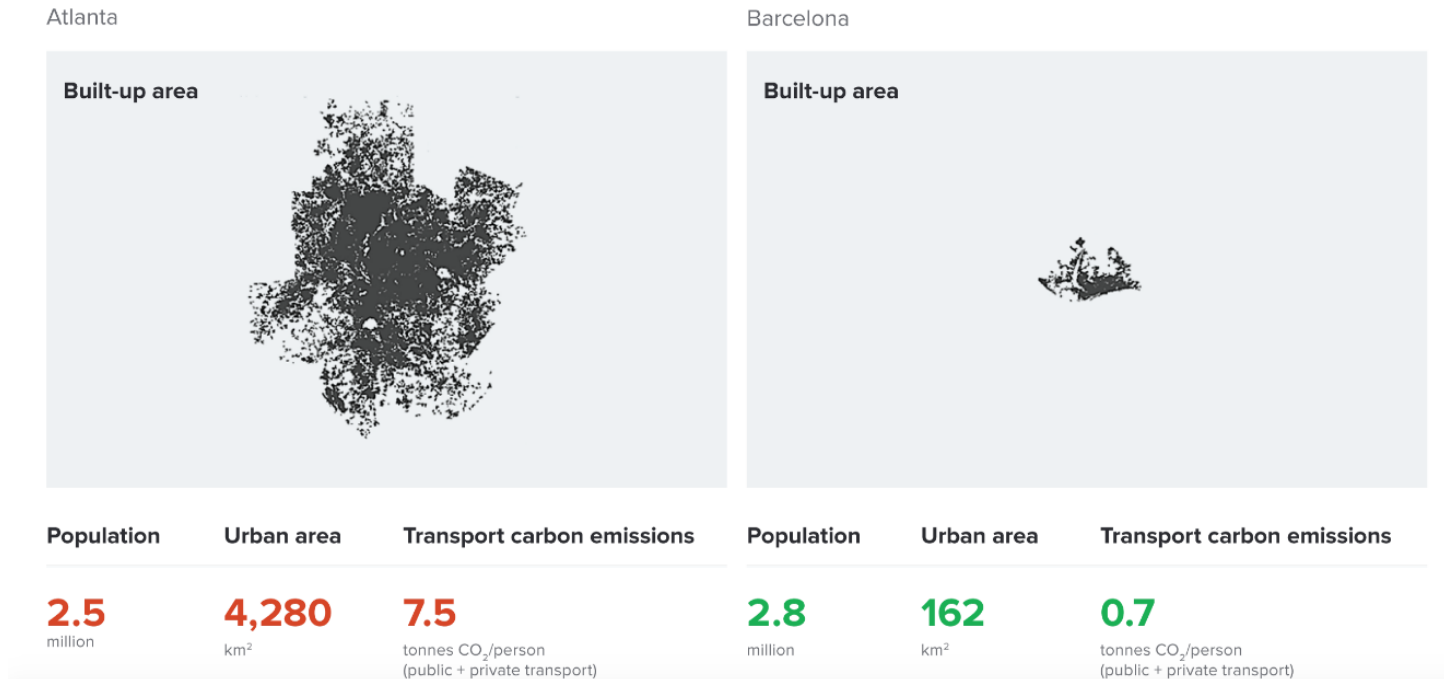 Atlanta
Barcelona
Built-up area
Built-up area
Population
Urban area
Transport carbon emissions
2.5
million
4,280
km²
7.5
tonnes CO₂/person
(public + private transport)
Population
Urban area
Transport carbon emissions
2.8
million
162
km²
0.7
tonnes CO₂/person
(public + private transport)